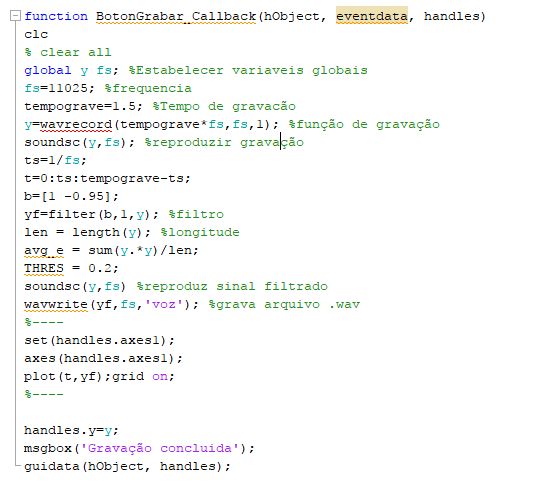 function BotonGrabar_Callback(hObject, eventdata, handles)
clc
% clear all
global y fs; %Estabelecer variaveis globais
fs=11025; %frequencia
tempograve=1.5; %Tempo de gravacão
y=wavrecord(tempograve*fs,fs,1); %função de gravação
soundsc(y,fs); %reproduzir gravação
ts=1/fs;
t=0:ts:tempograve-ts;
b=[1 -0.95];
yf=filter(b,1,y); %filtro
len = length(y); %longitude
avg_e = sum(y.*y)/len;
THRES = 0.2;
soundsc(y,fs) %reproduz sinal filtrado
wavwrite(yf,fs,'voz'); %grava arquivo .wav
%----
set(handles.axes1);
axes(handles.axes1);
plot(t,yf);grid on;
%----
handles.y=y;
msgbox('Gravação concluida');
guidata(hObject, handles);